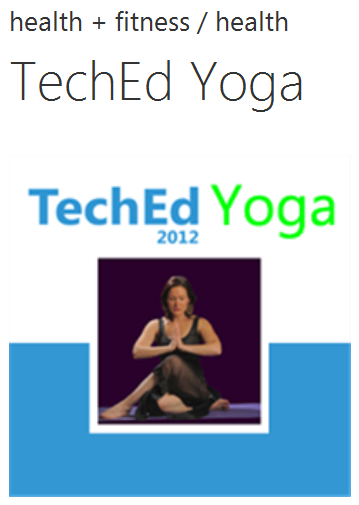 health + fitness / health
TechEd Yoga
TechEd Yoga
2012